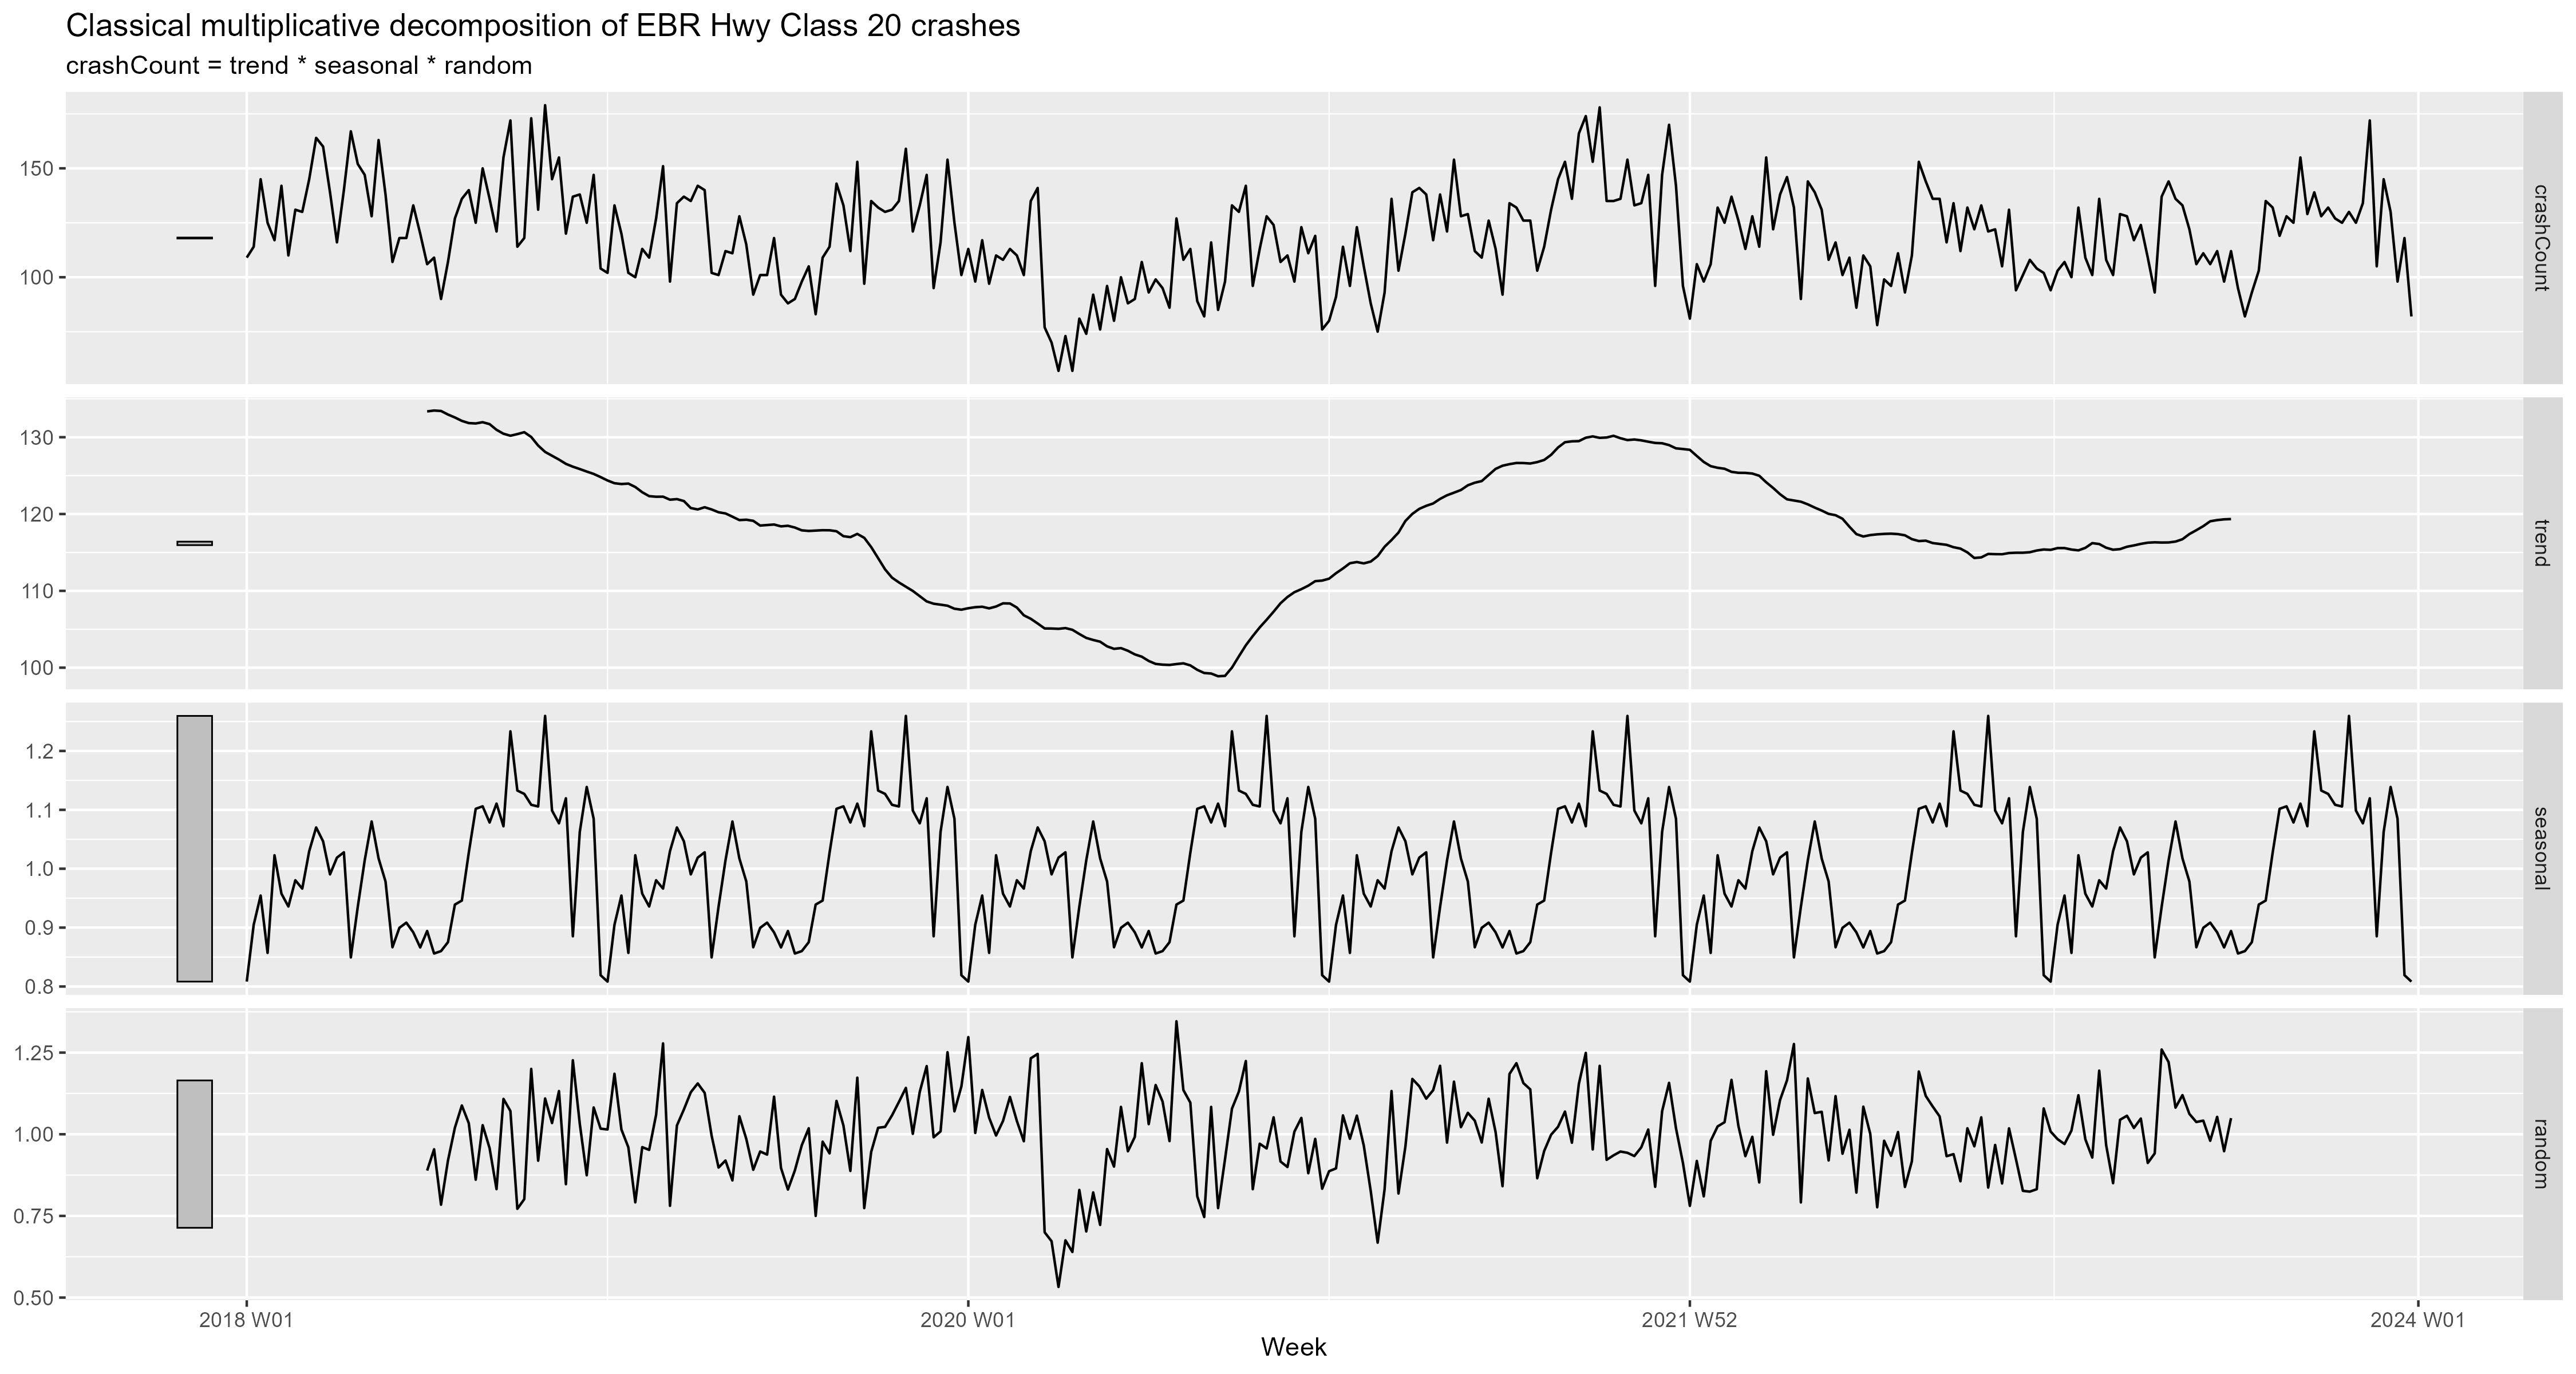 Classical multiplicative decomposition of EBR Hwy Class 20 crashes
crashCount = trend * seasonal * random
150
100
crashCount
130
120
110
100
trend
1.2
1.1
1.0
0.9
0.8
seasonal
1.25
1.00
0.75
0.50
random
2018 W01
2020 W01
2021 W52
2024 W01
Week